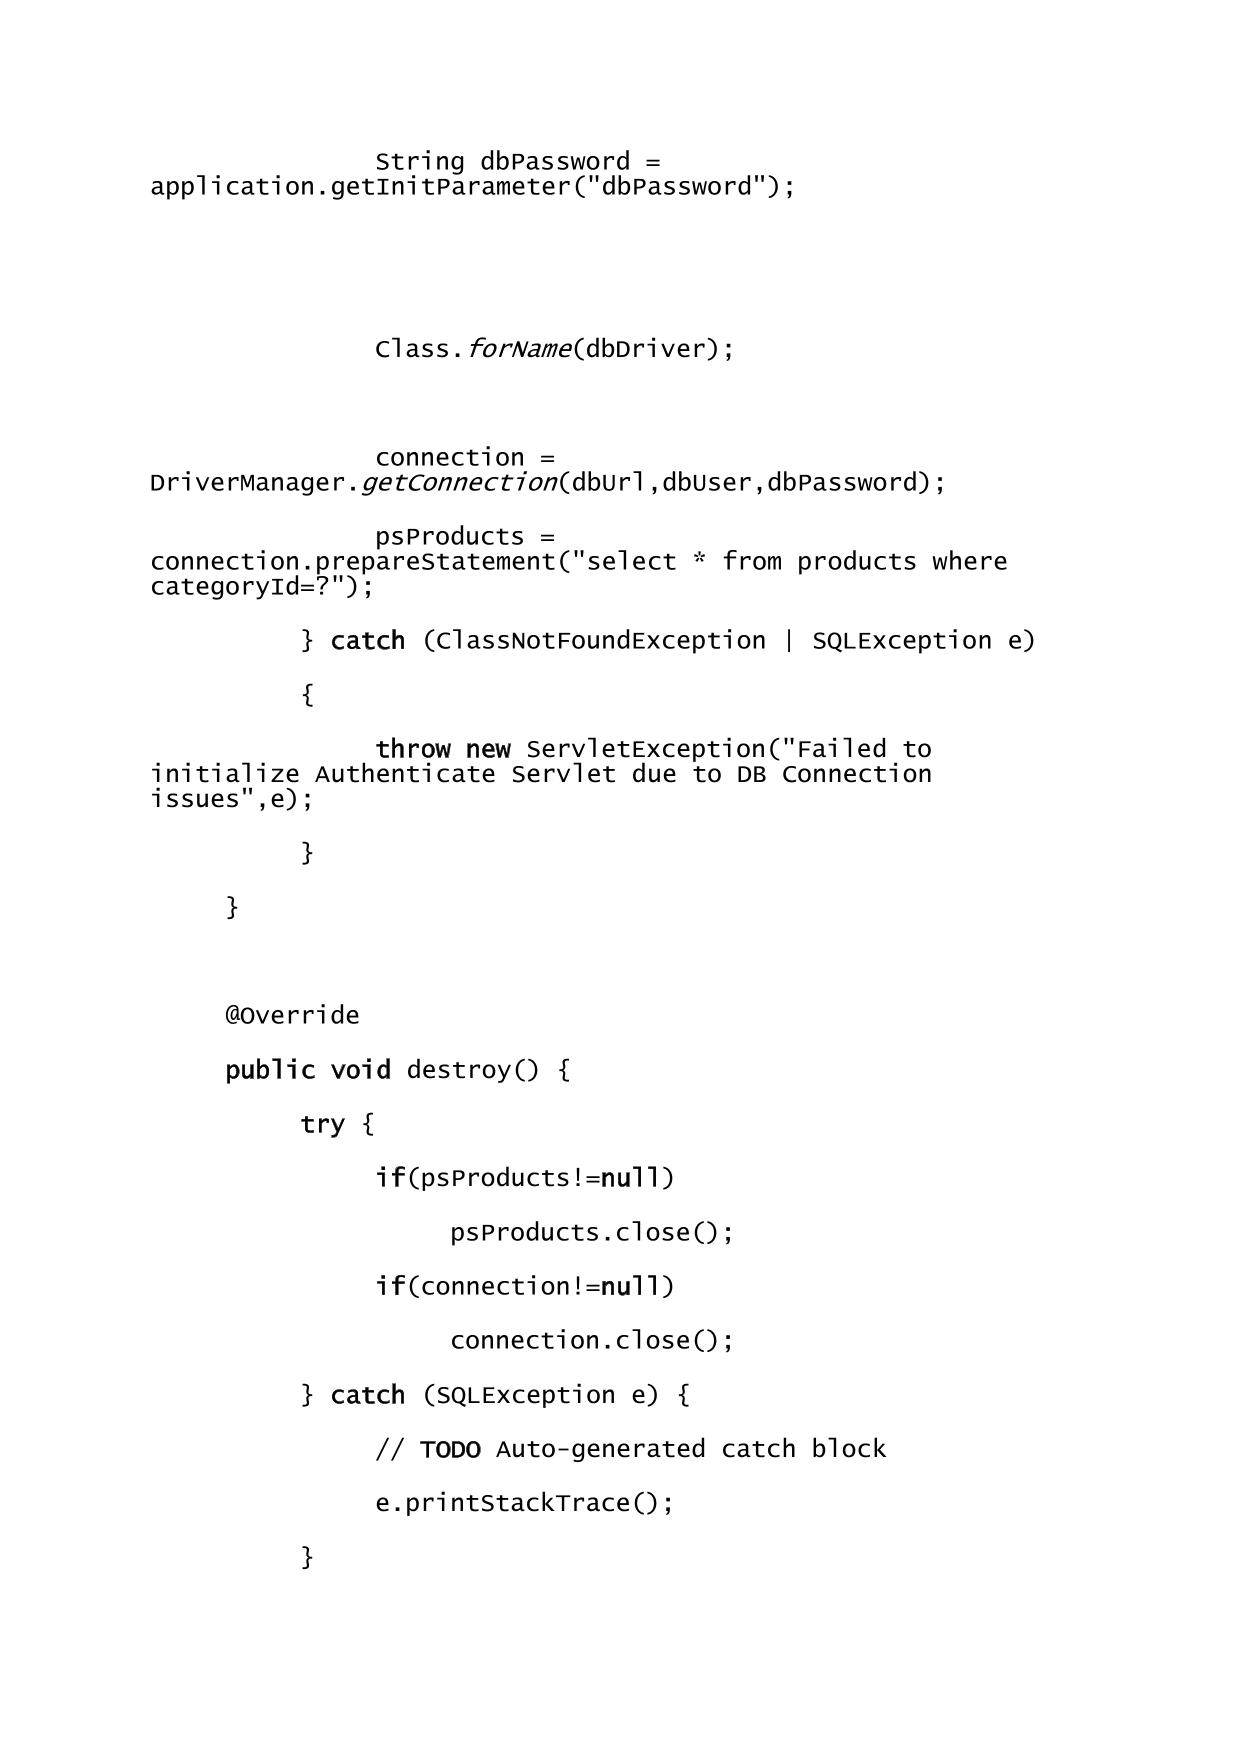 String dbPassword =
application.getInitParameter("dbPassword");
Class.forName(dbDriver);
connection =
DriverManager.getConnection(dbUrl,dbUser,dbPassword);
psProducts =
connection.prepareStatement("select * from products where
categoryId=?");
} catch (ClassNotFoundException | SQLException e)
{
throw new ServletException("Failed to
initialize Authenticate Servlet due to DB Connection
issues",e);
}
}
@Override
public void destroy() {
try {
if(psProducts!=null)
psProducts.close();
if(connection!=null)
connection.close();
} catch (SQLException e) {
// TODO Auto-generated catch block
e.printStackTrace();
}